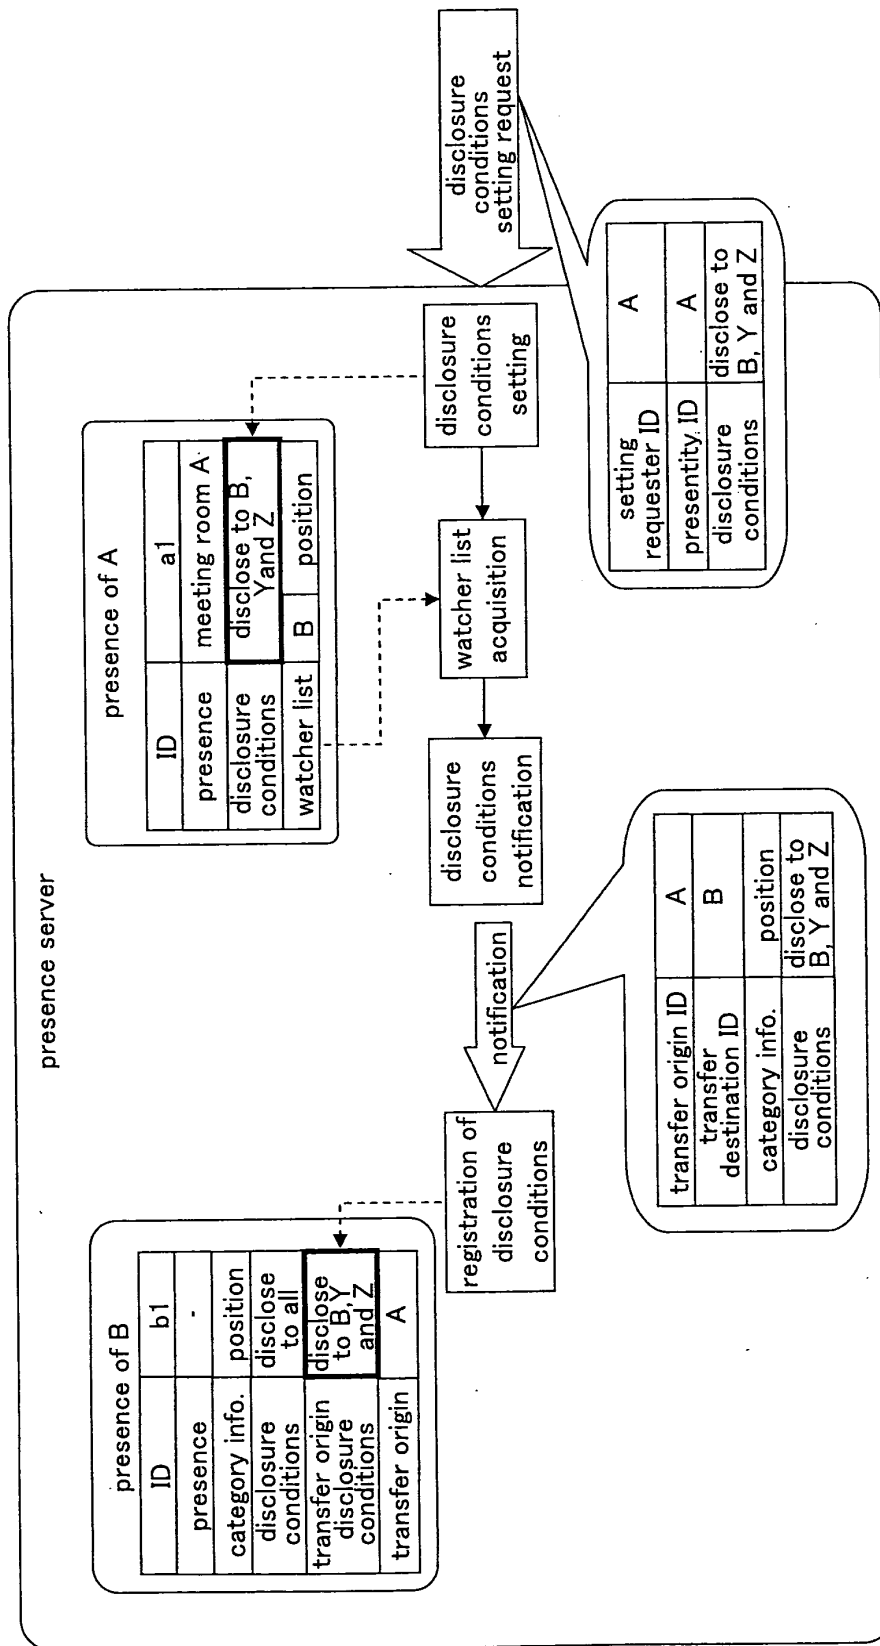 presence server
presence of B
ID
b1
presence
-
category info.
position
disclosure
conditions
disclose
to all
transfer origin
disclosure
conditions
disclose
to B,Y
and Z
transfer origin
A
presence of A
ID
a1
presence
meeting room A
disclosure
conditions
disclose to B,
Yand Z
watcher list
B
position
registration of
disclosure
conditions
notification
disclosure
conditions
notification
watcher list
acquisition
disclosure
conditions
setting
disclosure
conditions
setting request
transfer origin ID
A
transfer
destination ID
B
category info.
position
disclosure
conditions
disclose to
B, Y and Z
setting
requester ID
A
presentity ID
A
disclosure
conditions
disclose to
B, Y and Z